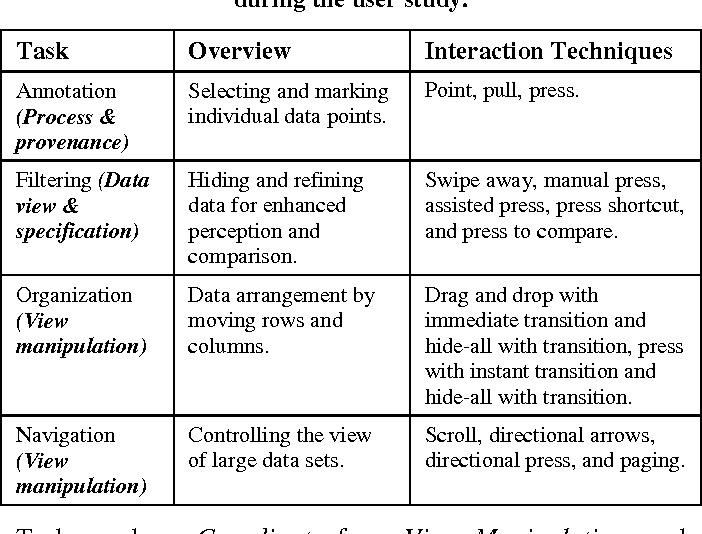 during the user study.
Task Overview Interaction Techniques
Annotation Selecting and marking Point, pull, press.
(Process & individual data points.
provenance)
Filtering (Data Hiding and refining Swipe away, manual press,
view & data for enhanced assisted press, press shortcut,
specification) perception and and press to compare.
comparison.
Organization Data arrangement by Drag and drop with
(View moving rows and immediate transition and
manipulation) columns. hide-all with transition, press
with instant transition and
hide-all with transition.
Navigation Controlling the view Scroll, directional arrows,
(View of large data sets. directional press, and paging.
manipulation)